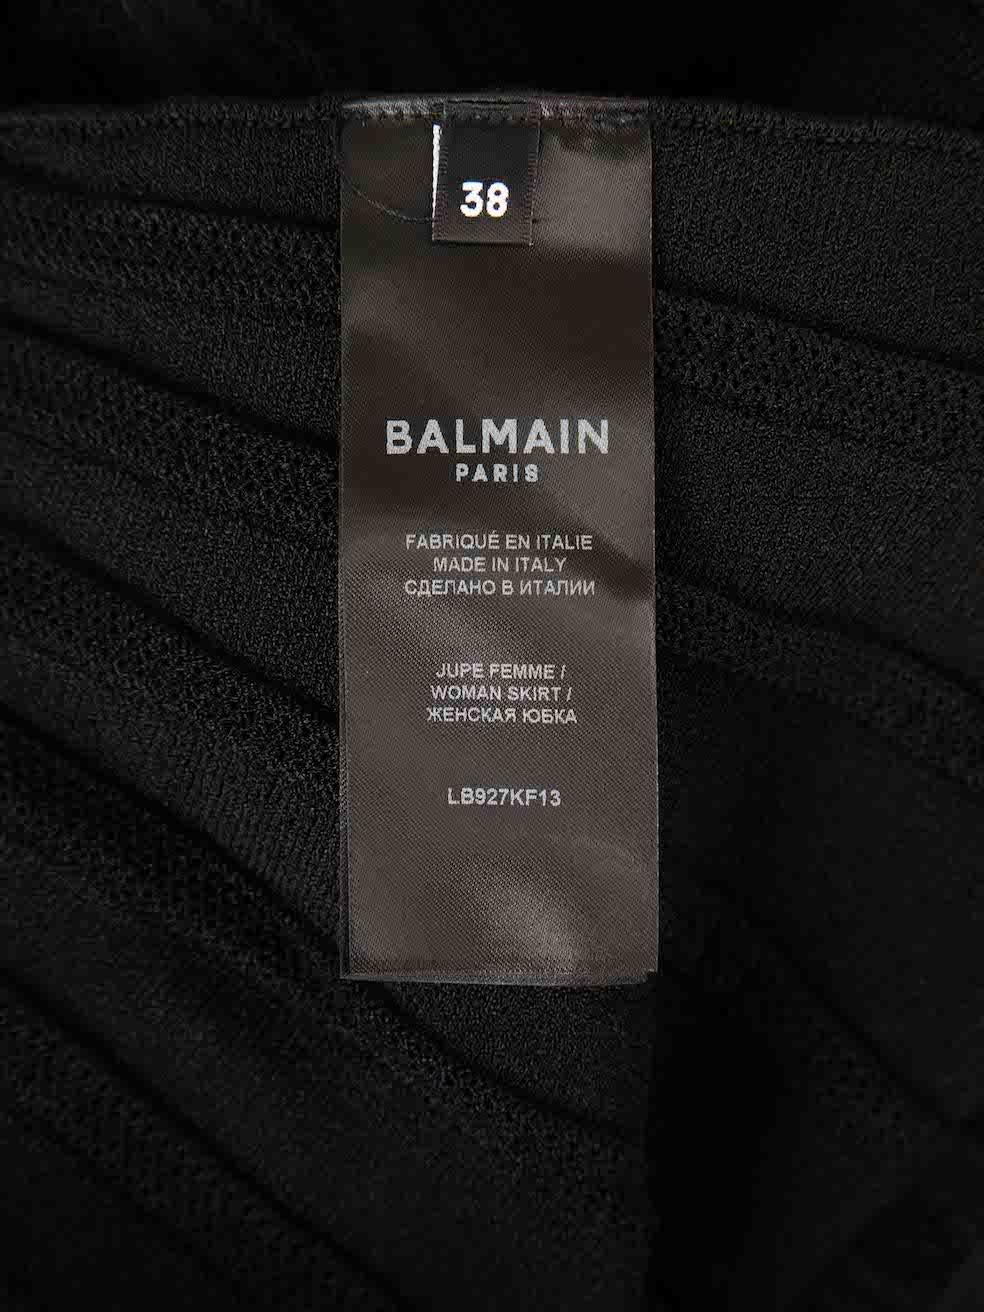 38
BALMAIN
PARIS
FABRIQUÉ EN ITALIE
MADE IN ITALY
СДЕЛАНО В ИТАЛИИ
JUPE FEMME /
WOMAN SKIRT /
ЖЕНСКАЯ ЮБКА
LB927KF13